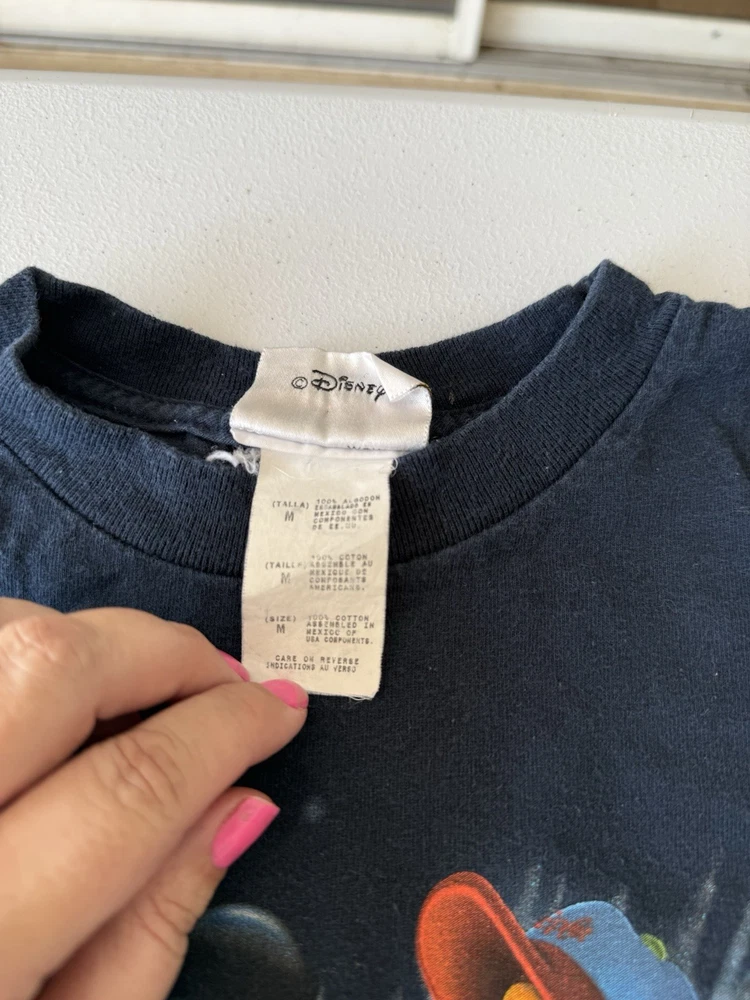 © Disney
(TALLA) 100% ALGODON
M ENSAMBLADO EN
MEXICO CON
COMPONENTES
DE EE.UU.
(TAILLE) 100% COTON
M ASSEMBLE AU
MEXIQUE DE
COMPOSANTS
AMERICAINS.
(SIZE) 100% COTTON
M ASSEMBLED IN
MEXICO OF
USA COMPONENTS.
CARE ON REVERSE
INDICATIONS AU VERSO